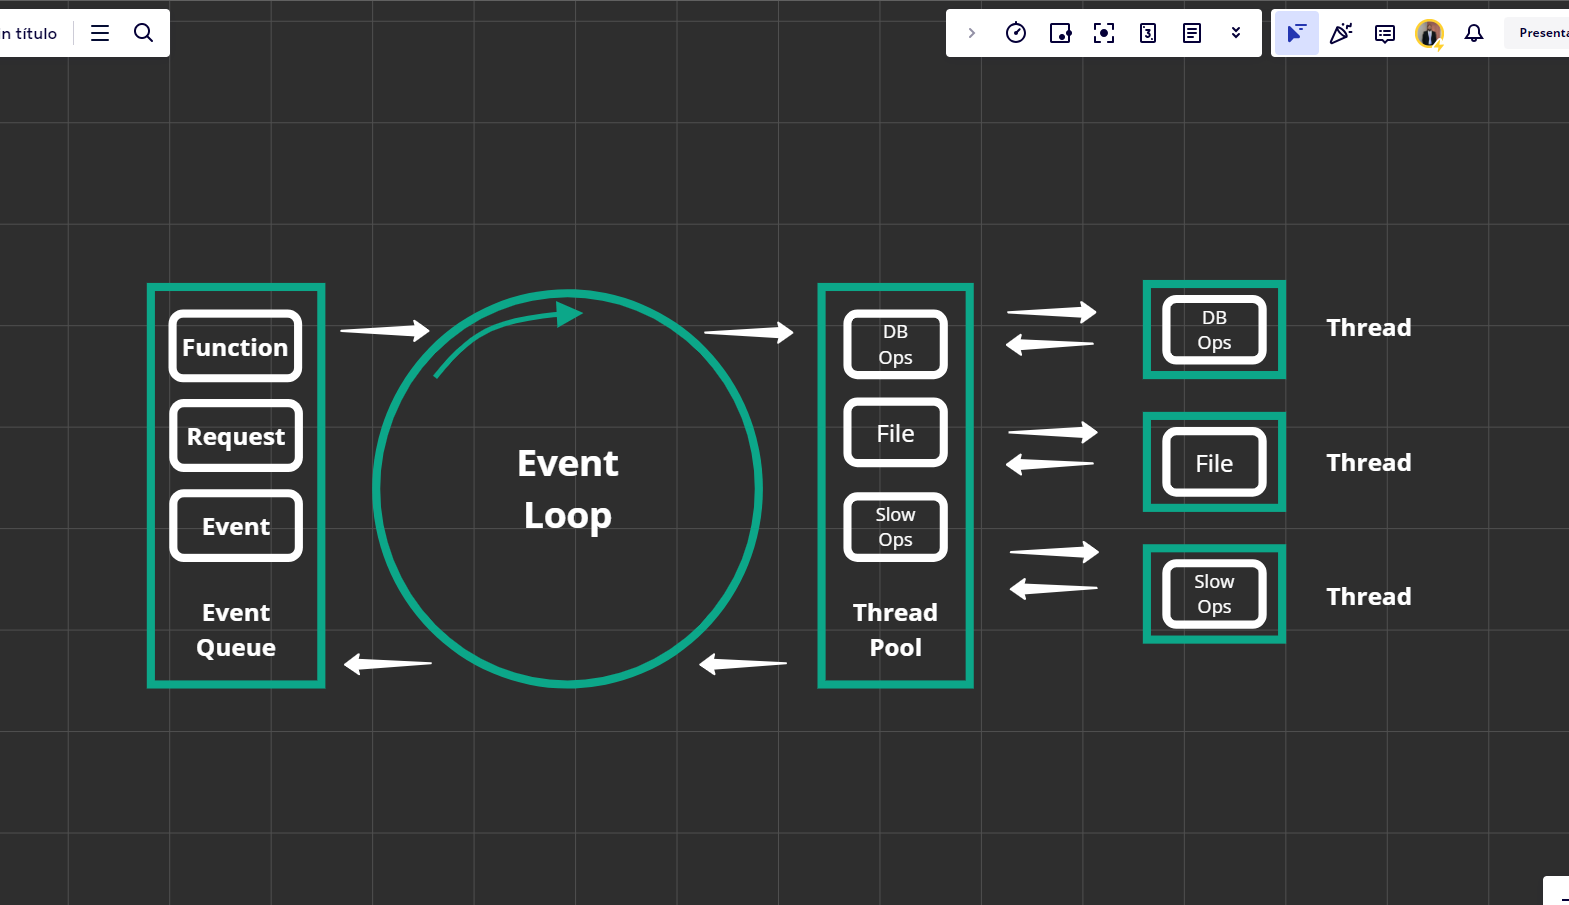 n título
3
Presenta
Function
Request
Event
Event
Queue
Event
Loop
DB
Ops
File
Slow
Ops
Thread
Pool
DB
Ops
Thread
File
Thread
Slow
Ops
Thread